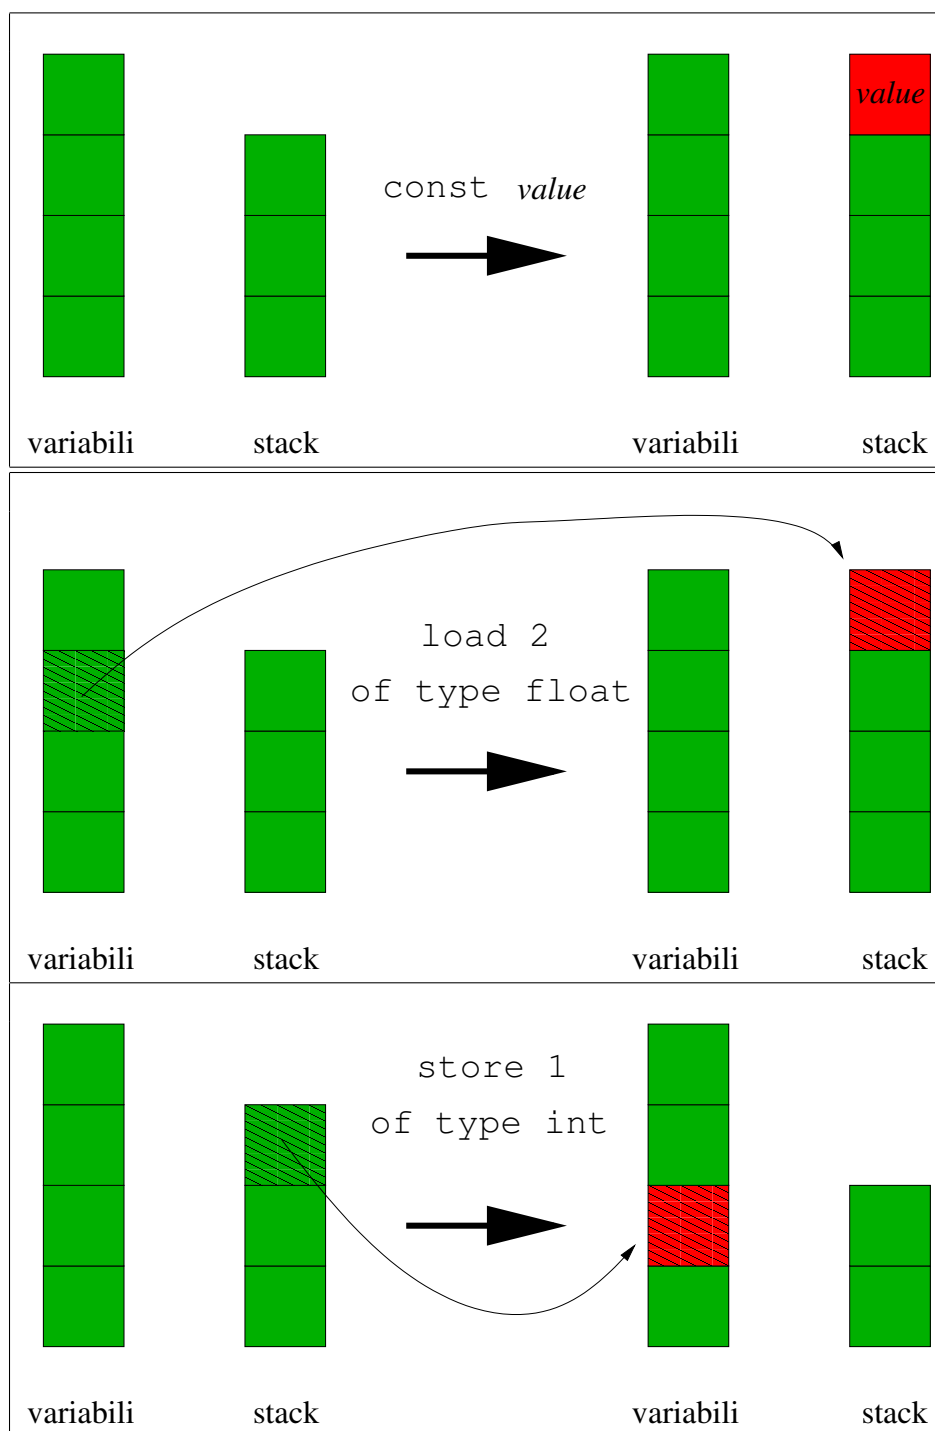 value
const value
variabili stack variabili stack
load 2
of type float
variabili stack variabili stack
store 1
of type int
variabili stack variabili stack